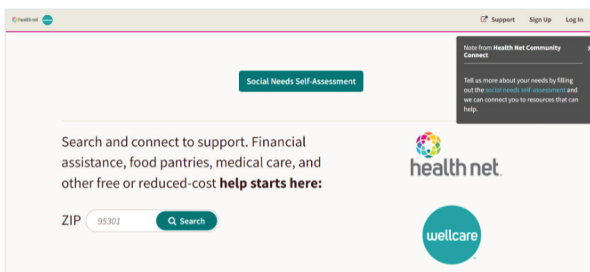 health net wellcare Support Sign Up Log In
Note from Health Net Community
Connect
Tell us more about your needs by filling
out the social needs self-assessment and
we can connect you to resources that can
help.
Social Needs Self-Assessment
Search and connect to support. Financial
assistance, food pantries, medical care, and
other free or reduced-cost help starts here:
ZIP 95301 Search
health net
wellcare